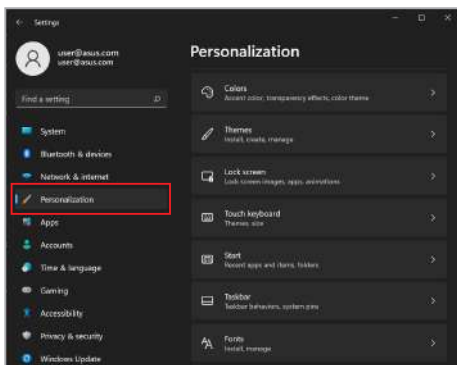 Settings
user@asus.com
user@asus.com
Find a setting
System
Bluetooth & devices
Network & internet
Personalization
Apps
Accounts
Time & language
Gaming
Accessibility
Privacy & security
Windows Update
Personalization
Colors
Accent color, transparency effects, color theme
Themes
Install, create, manage
Lock screen
Lock screen images, apps, animations
Touch keyboard
Themes, size
Start
Recent apps and items, folders
Taskbar
Taskbar behaviors, system pins
Fonts
Install, manage